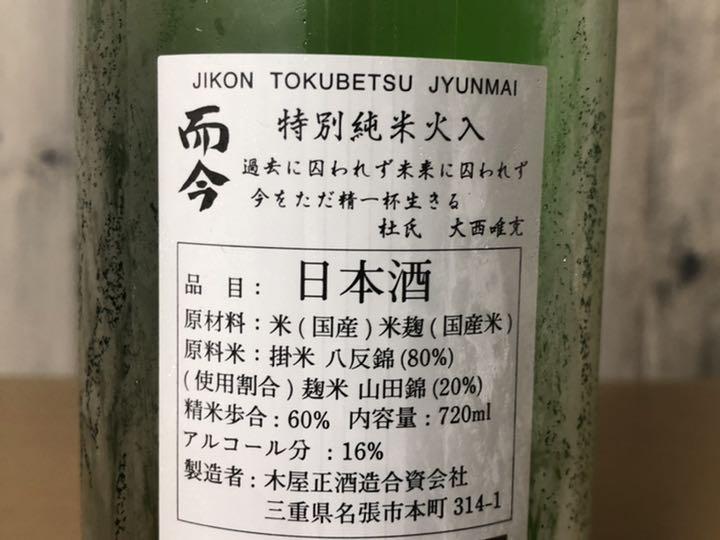 JIKON TOKUBETSU JYUNMAI
而今
特別純米火入
過去に囚われず未来に囚われず
今をただ精一杯生きる
杜氏 大西唯克
品 目： 日本酒
原材料：米（国産）米麹（国産米）
原料米：掛米 八反錦（80%）
（使用割合）麹米 山田錦（20%）
精米歩合：60% 内容量：720ml
アルコール分 ：16%
製造者：木屋正酒造合資会社
三重県名張市本町 314-1